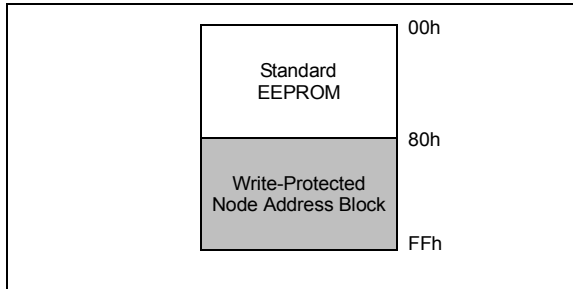 00h
Standard
EEPROM
80h
Write-Protected
Node Address Block
FFh